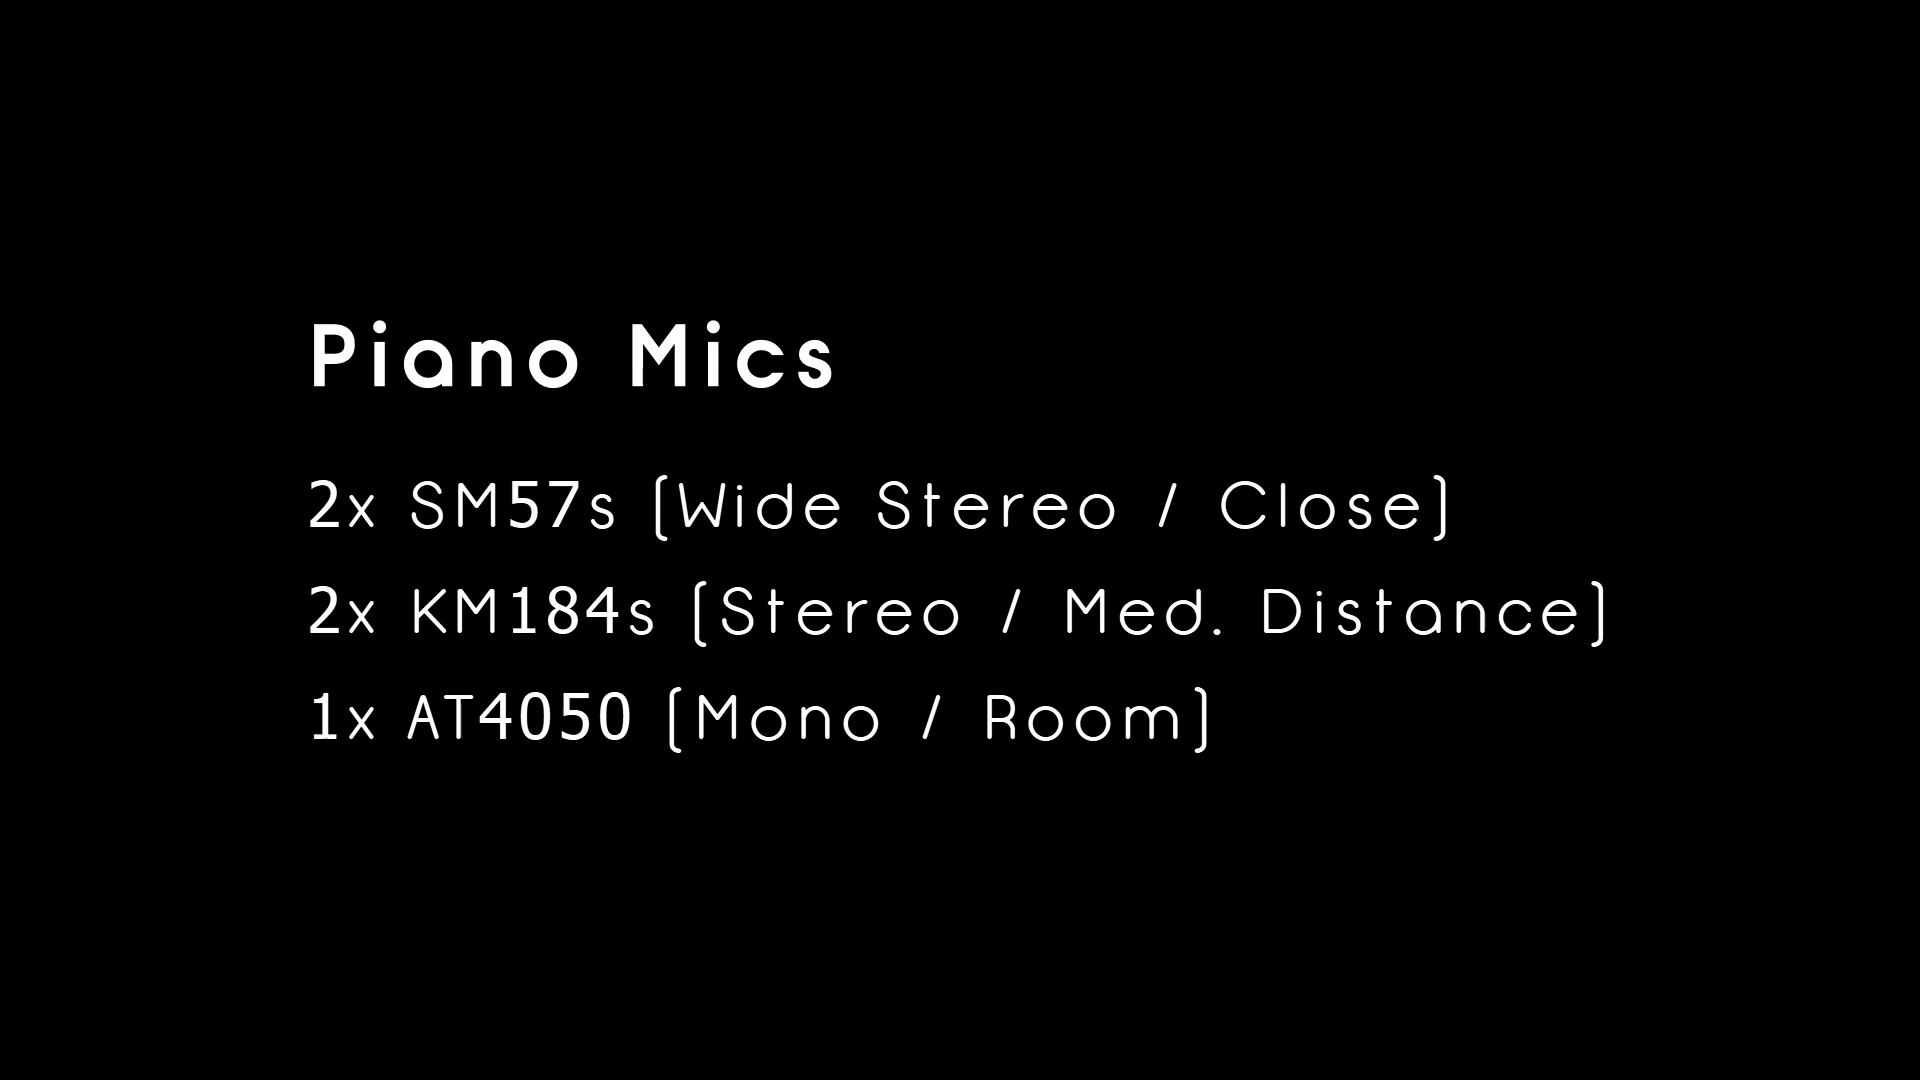 Piano Mics
2x SM57s (Wide Stereo / Close)
2x KM184s (Stereo / Med. Distance)
1x AT4050 (Mono / Room)